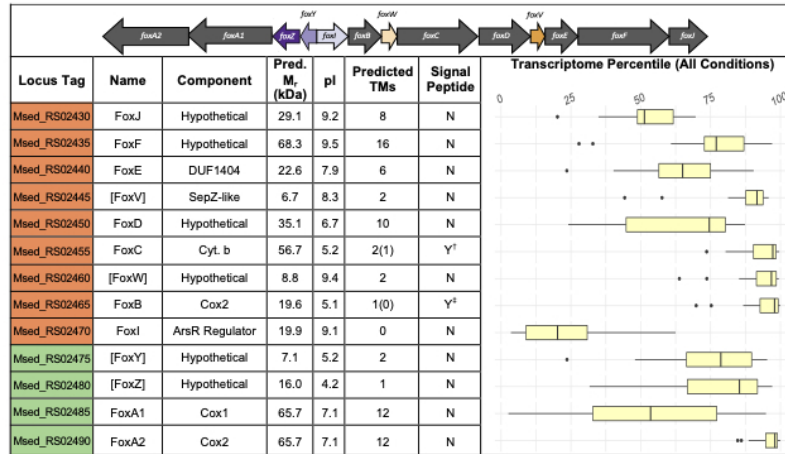 foxY foxW foxV
foxA2 foxA1 foxZ foxI foxB foxC foxD foxE foxF foxJ
Locus Tag Name Component Pred. Mr (kDa) pI Predicted TMs Signal Peptide Transcriptome Percentile (All Conditions)
0 25 50 75 100
Msed_RS02430 FoxJ Hypothetical 29.1 9.2 8 N
Msed_RS02435 FoxF Hypothetical 68.3 9.5 16 N
Msed_RS02440 FoxE DUF1404 22.6 7.9 6 N
Msed_RS02445 [FoxV] SepZ-like 6.7 8.3 2 N
Msed_RS02450 FoxD Hypothetical 35.1 6.7 10 N
Msed_RS02455 FoxC Cyt. b 56.7 5.2 2(1) Y†
Msed_RS02460 [FoxW] Hypothetical 8.8 9.4 2 N
Msed_RS02465 FoxB Cox2 19.6 5.1 1(0) Y‡
Msed_RS02470 FoxI ArsR Regulator 19.9 9.1 0 N
Msed_RS02475 [FoxY] Hypothetical 7.1 5.2 2 N
Msed_RS02480 [FoxZ] Hypothetical 16.0 4.2 1 N
Msed_RS02485 FoxA1 Cox1 65.7 7.1 12 N
Msed_RS02490 FoxA2 Cox2 65.7 7.1 12 N
0 25 50 75 100